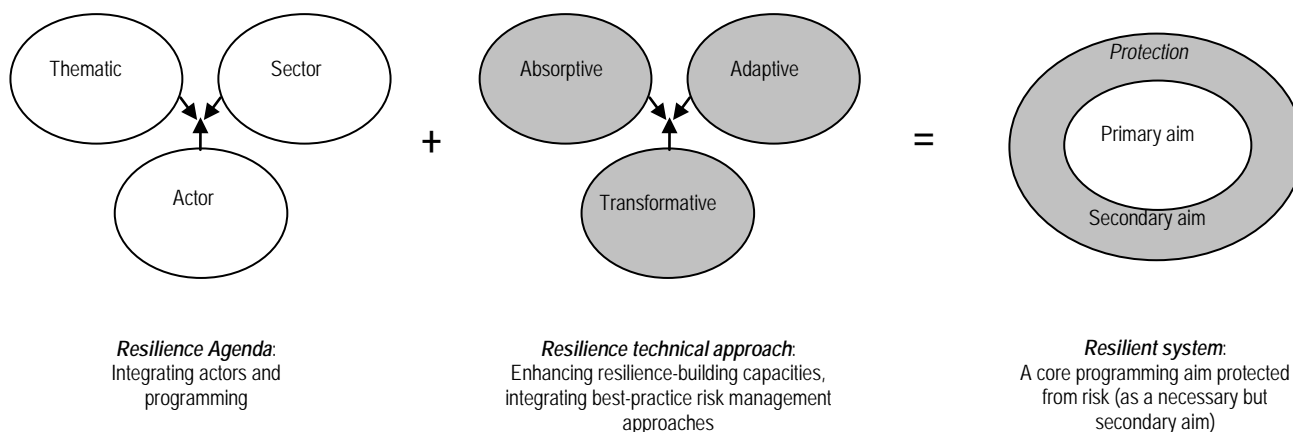 Thematic
Sector
Actor
+
Absorptive
Adaptive
Transformative
=
Protection
Primary aim
Secondary aim
Resilience Agenda:
Integrating actors and
programming
Resilience technical approach:
Enhancing resilience-building capacities,
integrating best-practice risk management
approaches
Resilient system:
A core programming aim protected
from risk (as a necessary but
secondary aim)